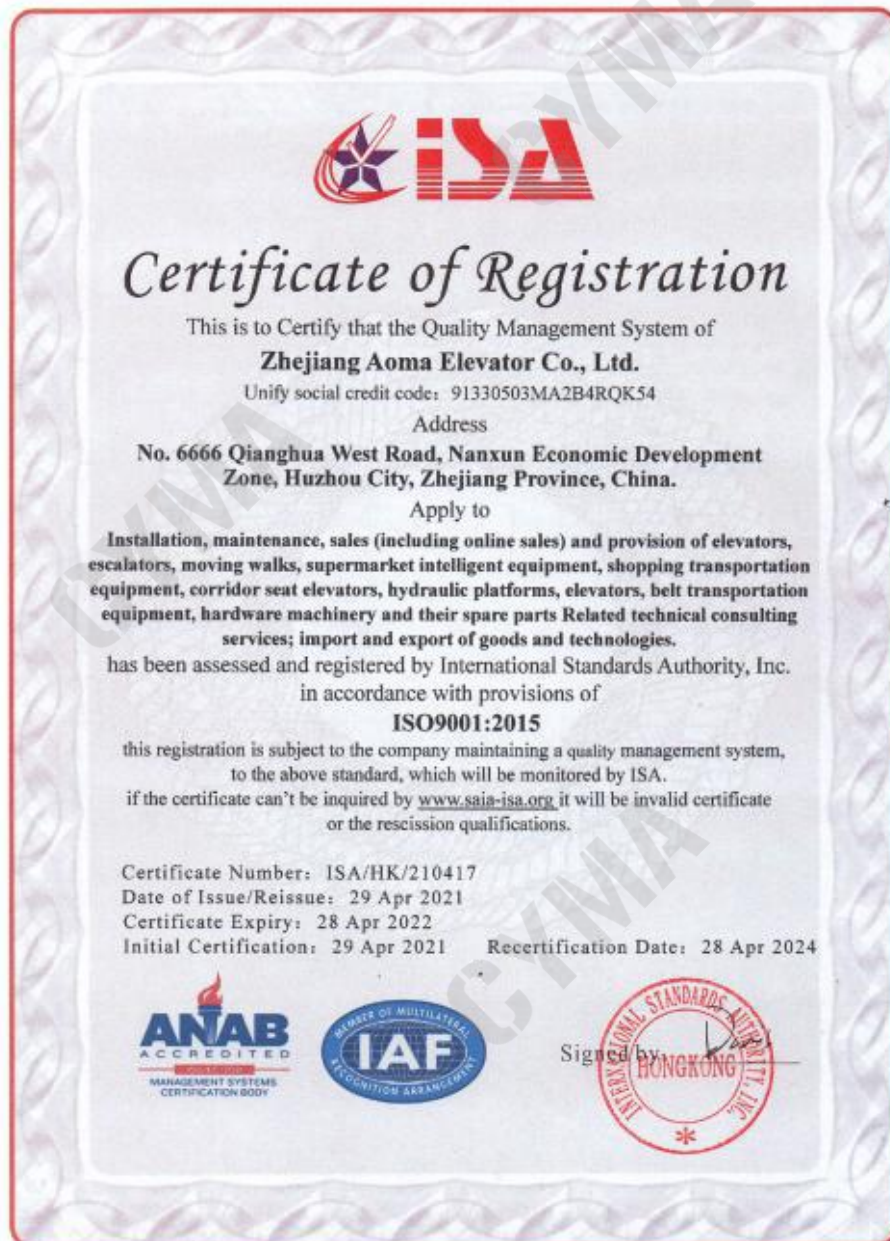 iSA
Certificate of Registration
This is to Certify that the Quality Management System of
Zhejiang Aoma Elevator Co., Ltd.
Unify social credit code: 91330503MA2B4RQK54
Address
No. 6666 Qianghua West Road, Nanxun Economic Development
Zone, Huzhou City, Zhejiang Province, China.
Apply to
Installation, maintenance, sales (including online sales) and provision of elevators,
escalators, moving walks, supermarket intelligent equipment, shopping transportation
equipment, corridor seat elevators, hydraulic platforms, elevators, belt transportation
equipment, hardware machinery and their spare parts Related technical consulting
services; import and export of goods and technologies.
has been assessed and registered by International Standards Authority, Inc.
in accordance with provisions of
ISO9001:2015
this registration is subject to the company maintaining a quality management system,
to the above standard, which will be monitored by ISA.
if the certificate can't be inquired by www.saia-isa.org it will be invalid certificate
or the rescission qualifications.
Certificate Number: ISA/HK/210417
Date of Issue/Reissue: 29 Apr 2021
Certificate Expiry: 28 Apr 2022
Initial Certification: 29 Apr 2021 Recertification Date: 28 Apr 2024
ANAB
ACCREDITED
MANAGEMENT SYSTEMS
CERTIFICATION BODY
MEMBER OF MULTILATERAL
IAF
RECOGNITION ARRANGEMENT
Signed by:
INTERNATIONAL STANDARDS AUTHORITY, INC.
HONGKONG
CYMA
CYMA
CYMA